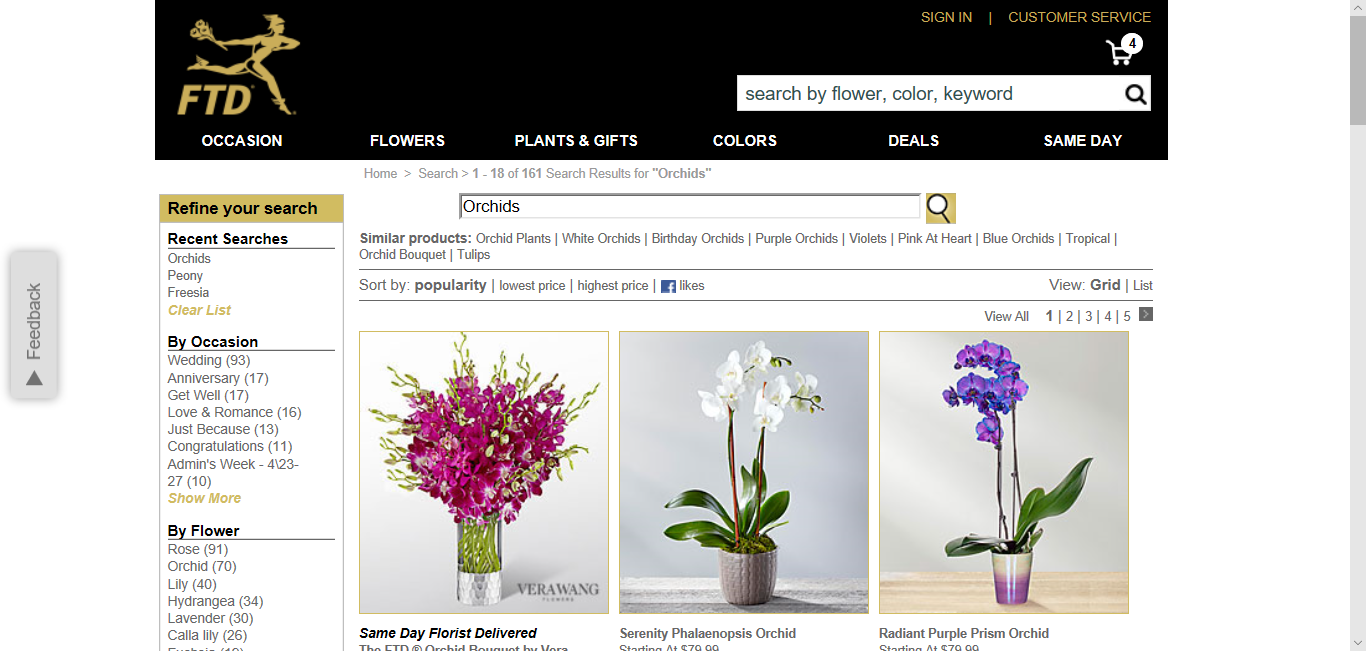 SIGN IN | CUSTOMER SERVICE
4
FTD
search by flower, color, keyword
OCCASION FLOWERS PLANTS & GIFTS COLORS DEALS SAME DAY
Home > Search > 1 - 18 of 161 Search Results for "Orchids"
Refine your search
Recent Searches
Orchids
Peony
Freesia
Clear List
By Occasion
Wedding (93)
Anniversary (17)
Get Well (17)
Love & Romance (16)
Just Because (13)
Congratulations (11)
Admin's Week - 4\23-
27 (10)
Show More
By Flower
Rose (91)
Orchid (70)
Lily (40)
Hydrangea (34)
Lavender (30)
Calla lily (26)
Feedback
Orchids
Similar products: Orchid Plants | White Orchids | Birthday Orchids | Purple Orchids | Violets | Pink At Heart | Blue Orchids | Tropical |
Orchid Bouquet | Tulips
Sort by: popularity | lowest price | highest price | f likes
View: Grid | List
View All 1 | 2 | 3 | 4 | 5 >
VERAWANG
FLOWERS
Same Day Florist Delivered
The FTD ® Orchid Bouquet by Vera
Serenity Phalaenopsis Orchid
Starting At $79.99
Radiant Purple Prism Orchid
Starting At $79.99